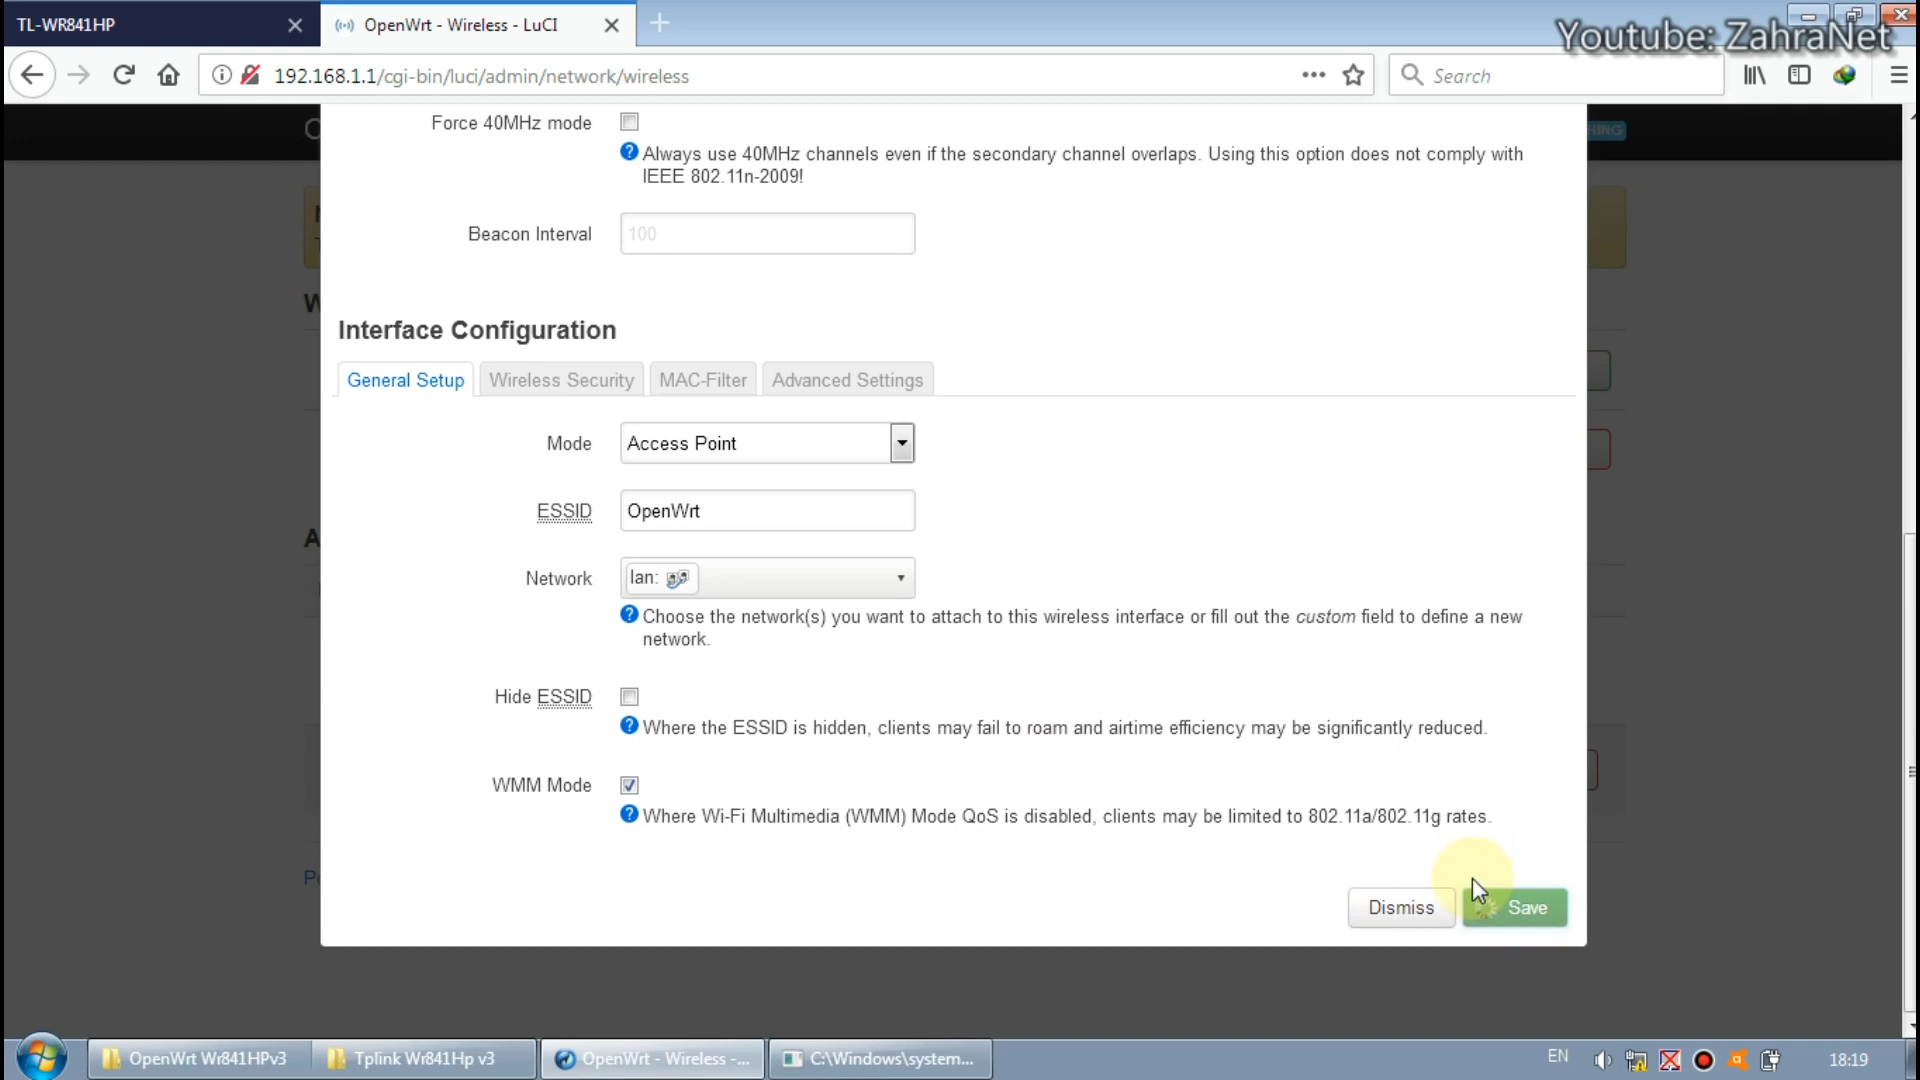 TL-WR841HP
OpenWrt - Wireless - LuCI
Youtube: ZahraNet
192.168.1.1/cgi-bin/luci/admin/network/wireless
Search
Force 40MHz mode
Always use 40MHz channels even if the secondary channel overlaps. Using this option does not comply with
IEEE 802.11n-2009!
Beacon Interval
100
Interface Configuration
General Setup
Wireless Security
MAC-Filter
Advanced Settings
Mode
Access Point
ESSID
OpenWrt
Network
lan:
Choose the network(s) you want to attach to this wireless interface or fill out the custom field to define a new
network.
Hide ESSID
Where the ESSID is hidden, clients may fail to roam and airtime efficiency may be significantly reduced.
WMM Mode
Where Wi-Fi Multimedia (WMM) Mode QoS is disabled, clients may be limited to 802.11a/802.11g rates.
Dismiss
Save
OpenWrt Wr841HPv3
Tplink Wr841Hp v3
OpenWrt - Wireless -...
C:\Windows\system...
EN
18:19